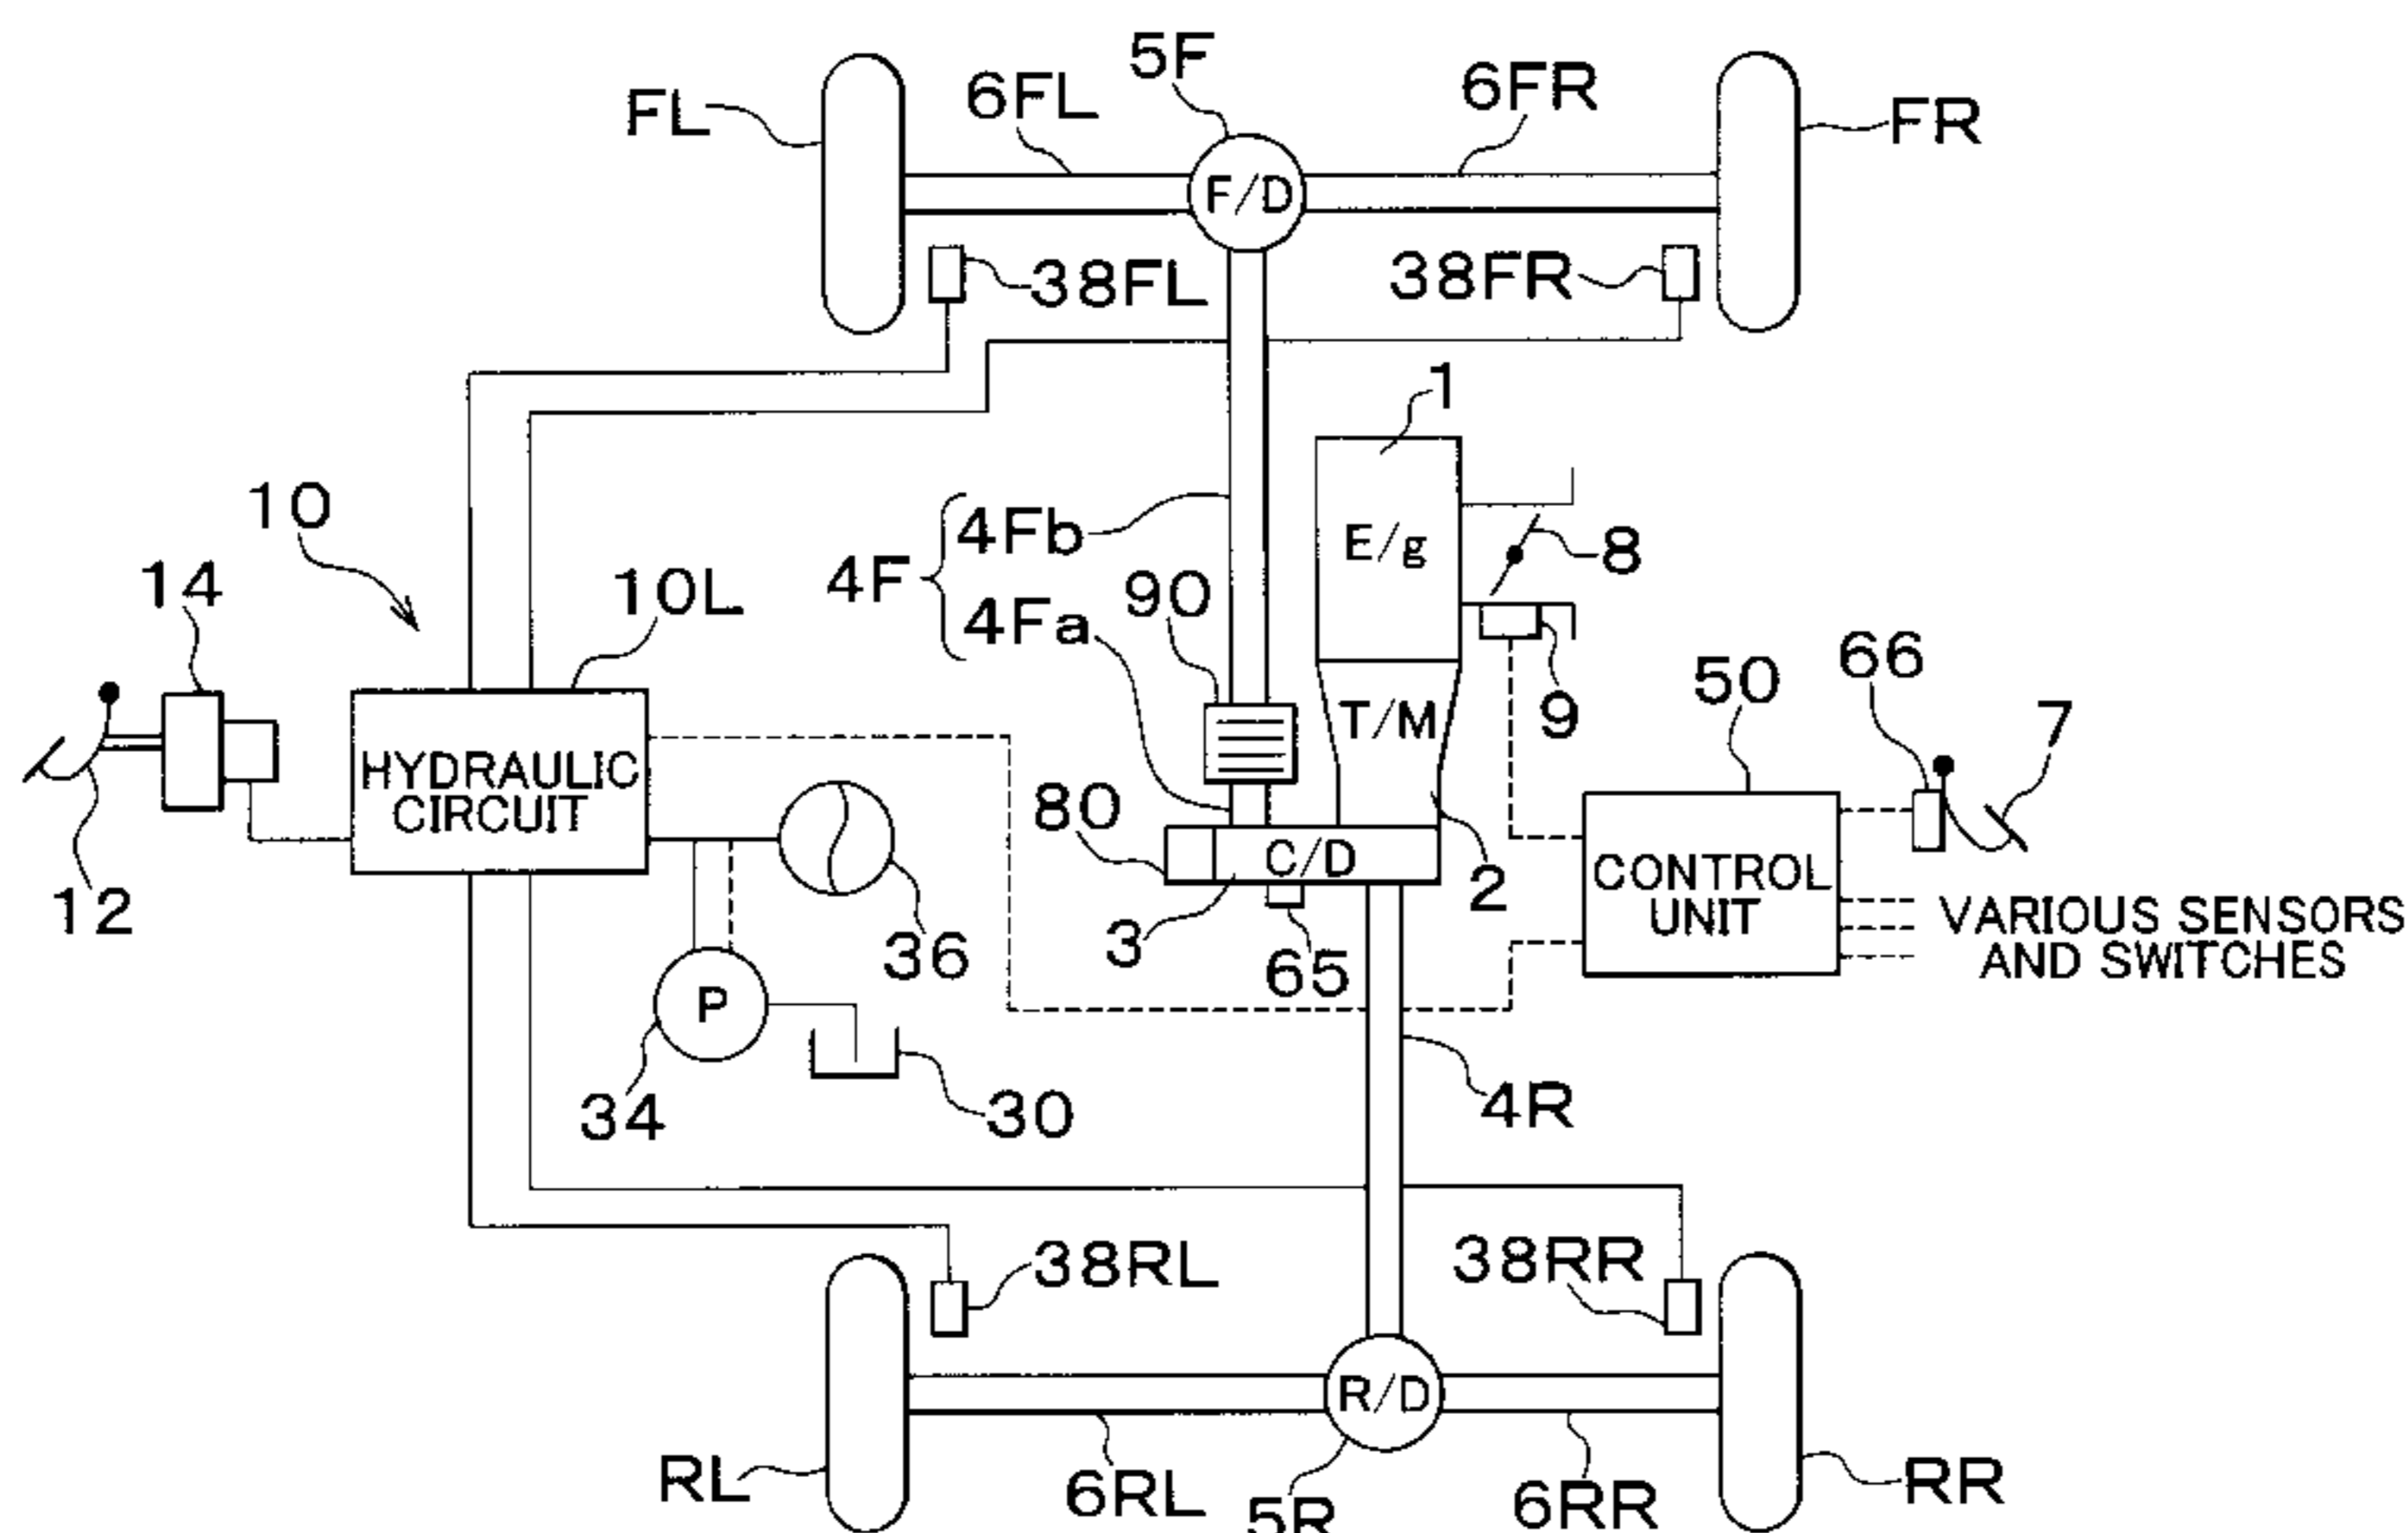 5F
6FL
6FR
FL
FR
F/D
38FL
38FR
1
10
4Fb
E/g
8
4F
90
14
10L
4Fa
66
50
9
7
T/M
HYDRAULIC
CIRCUIT
80
C/D
CONTROL
UNIT
2
12
36
3
65
VARIOUS SENSORS
AND SWITCHES
P
34
30
4R
38RL
38RR
R/D
RL
6RL
5R
6RR
RR